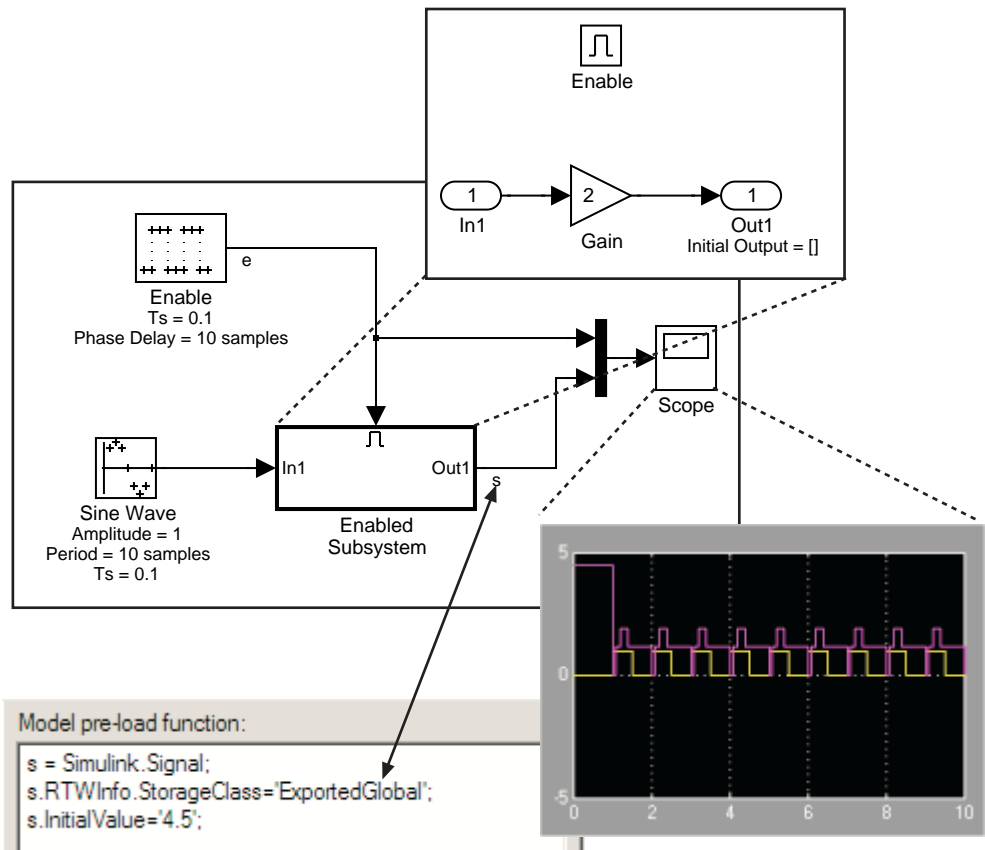 Enable
1
In1
2
Gain
1
Out1
Initial Output = []
e
Enable
Ts = 0.1
Phase Delay = 10 samples
Scope
In1
Out1
s
Enabled
Subsystem
Sine Wave
Amplitude = 1
Period = 10 samples
Ts = 0.1
5
0
-5
0 2 4 6 8 10
Model pre-load function:
s = Simulink.Signal;
s.RTWInfo.StorageClass='ExportedGlobal';
s.InitialValue='4.5';